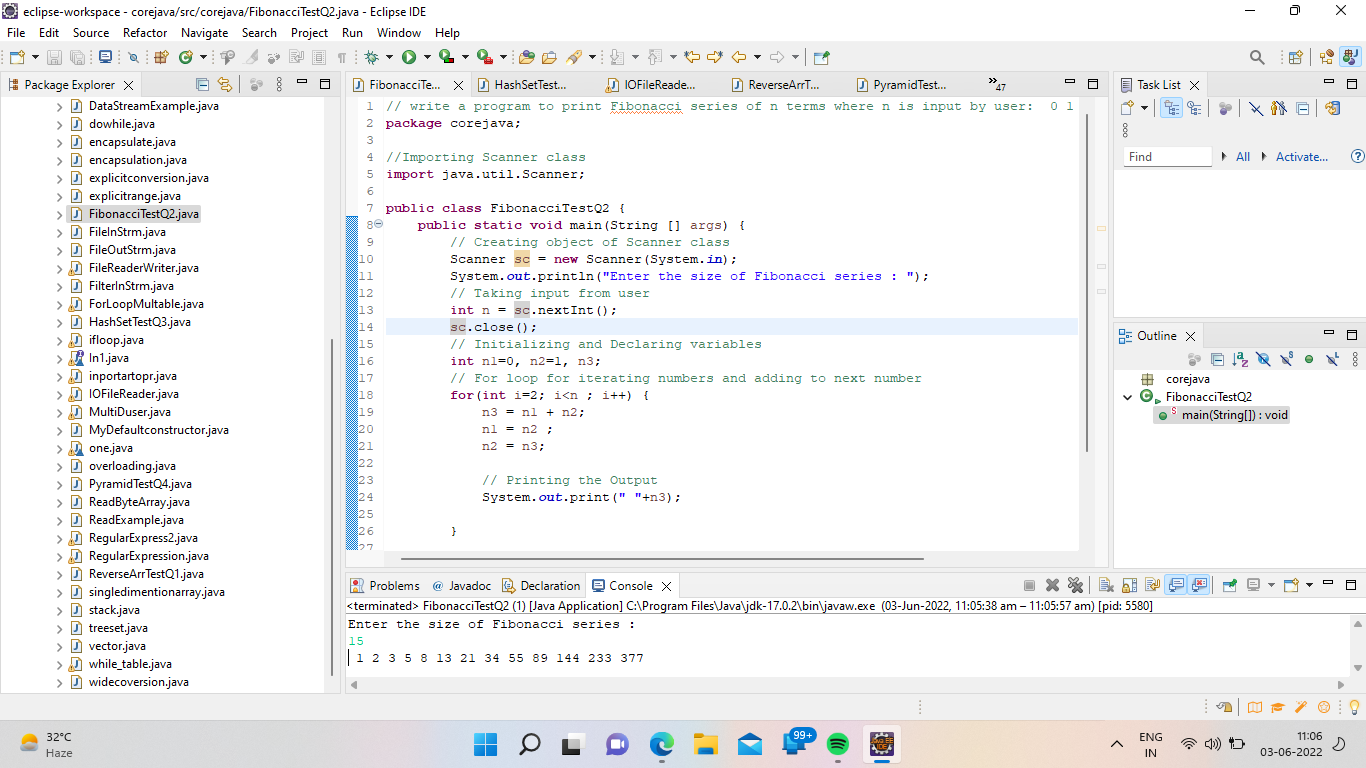 eclipse-workspace - corejava/src/corejava/FibonacciTestQ2.java - Eclipse IDE
File Edit Source Refactor Navigate Search Project Run Window Help
Package Explorer
DataStreamExample.java
dowhile.java
encapsulate.java
encapsulation.java
explicitconversion.java
explicitrange.java
FibonacciTestQ2.java
FileInStrm.java
FileOutStrm.java
FileReaderWriter.java
FilterInStrm.java
ForLoopMultable.java
HashSetTestQ3.java
ifloop.java
In1.java
inportartopr.java
IOFileReader.java
MultiDuser.java
MyDefaultconstructor.java
one.java
overloading.java
PyramidTestQ4.java
ReadByteArray.java
ReadExample.java
RegularExpress2.java
RegularExpression.java
ReverseArrTestQ1.java
singledimentionarray.java
stack.java
treeset.java
vector.java
while_table.java
widecoversion.java
FibonacciTe... HashSetTest... IOFileReade... ReverseArrT... PyramidTest... »47
1 // write a program to print Fibonacci series of n terms where n is input by user:  0 1
2 package corejava;
3
4 //Importing Scanner class
5 import java.util.Scanner;
6
7 public class FibonacciTestQ2 {
8 public static void main(String [] args) {
9 // Creating object of Scanner class
10 Scanner sc = new Scanner(System.in);
11 System.out.println("Enter the size of Fibonacci series : ");
12 // Taking input from user
13 int n = sc.nextInt();
14 sc.close();
15 // Initializing and Declaring variables
16 int n1=0, n2=1, n3;
17 // For loop for iterating numbers and adding to next number
18 for(int i=2; i<n ; i++) {
19 n3 = n1 + n2;
20 n1 = n2 ;
21 n2 = n3;
22
23 // Printing the Output
24 System.out.print(" "+n3);
25
26 }
27
Task List
Find All Activate...
Outline
corejava
FibonacciTestQ2
main(String[]) : void
Problems @ Javadoc Declaration Console
<terminated> FibonacciTestQ2 (1) [Java Application] C:\Program Files\Java\jdk-17.0.2\bin\javaw.exe (03-Jun-2022, 11:05:38 am – 11:05:57 am) [pid: 5580]
Enter the size of Fibonacci series :
15
1 2 3 5 8 13 21 34 55 89 144 233 377
32°C
Haze
99+
Java EE
IDE
ENG
IN
11:06
03-06-2022